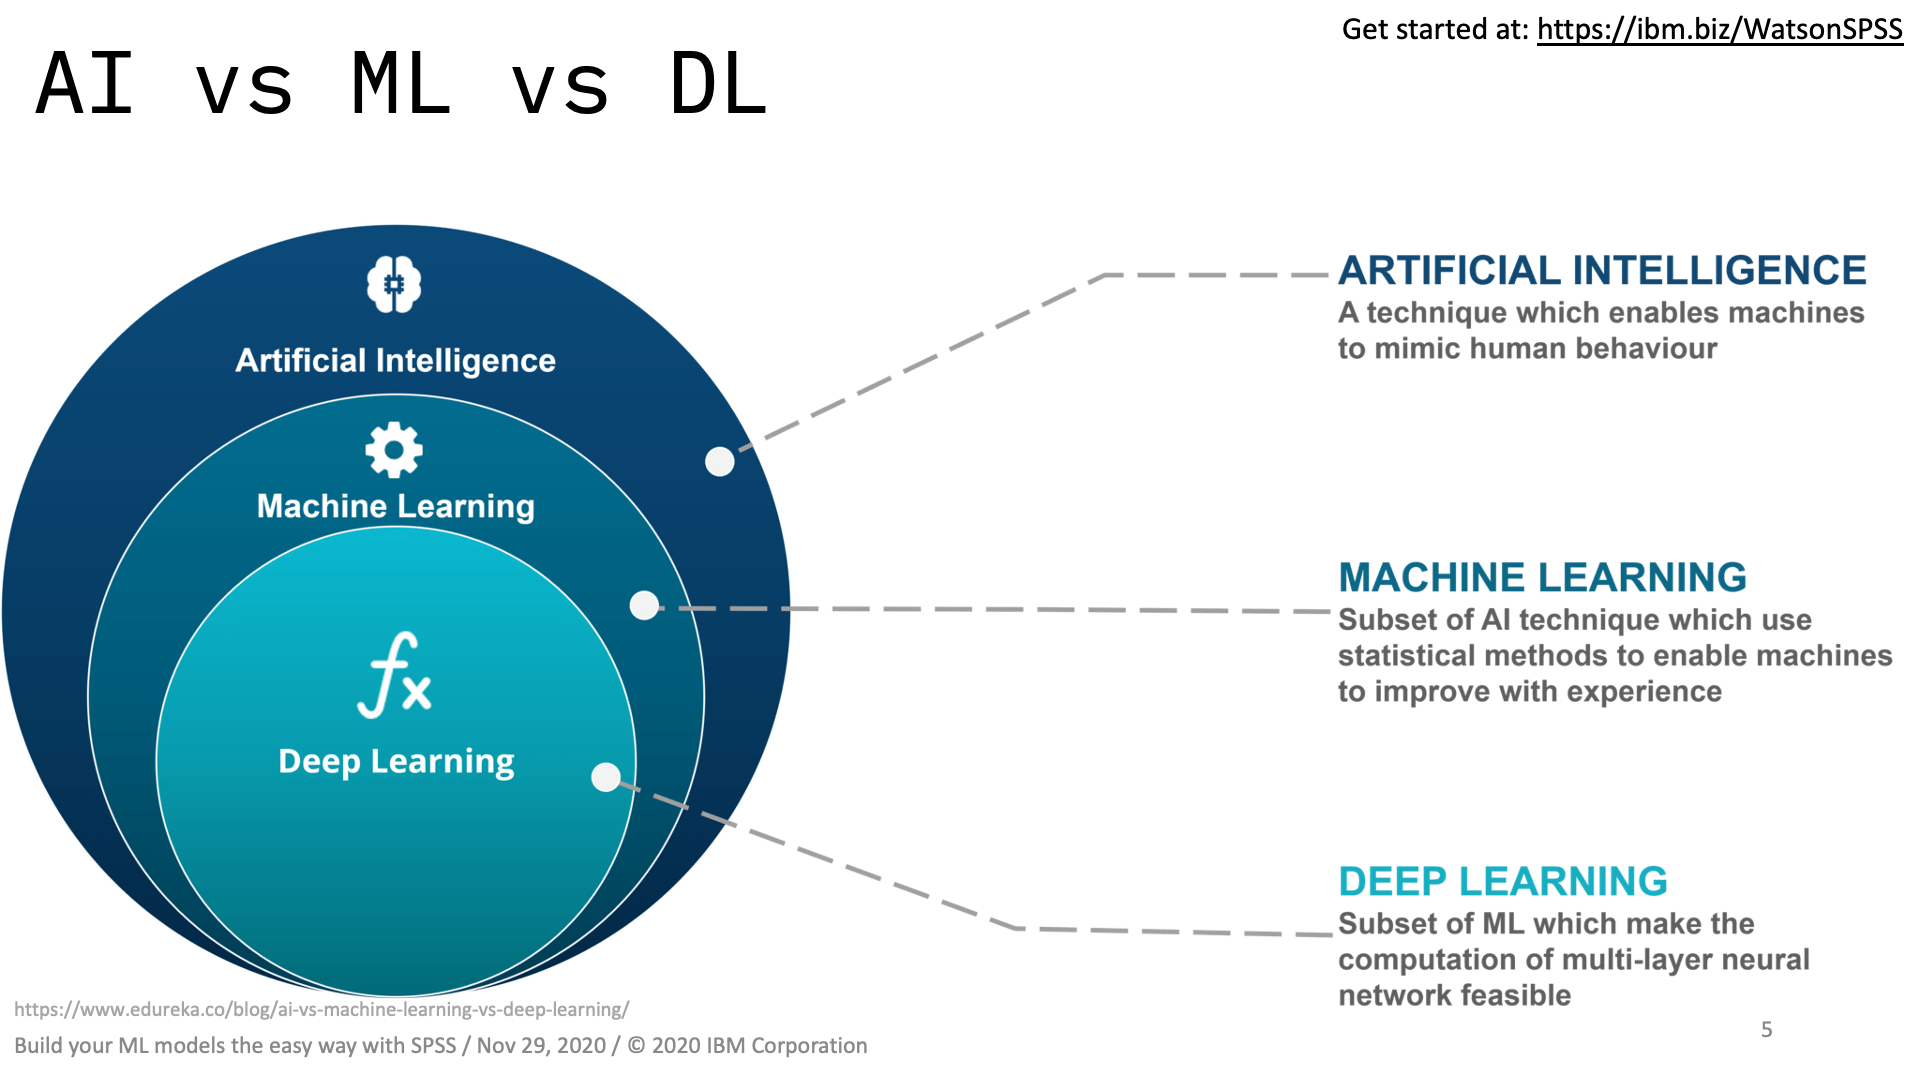 Get started at: https://ibm.biz/WatsonSPSS
AI vs ML vs DL
Artificial Intelligence
Machine Learning
fx
Deep Learning
ARTIFICIAL INTELLIGENCE
A technique which enables machines
to mimic human behaviour
MACHINE LEARNING
Subset of AI technique which use
statistical methods to enable machines
to improve with experience
DEEP LEARNING
Subset of ML which make the
computation of multi-layer neural
network feasible
https://www.edureka.co/blog/ai-vs-machine-learning-vs-deep-learning/
Build your ML models the easy way with SPSS / Nov 29, 2020 / © 2020 IBM Corporation
5